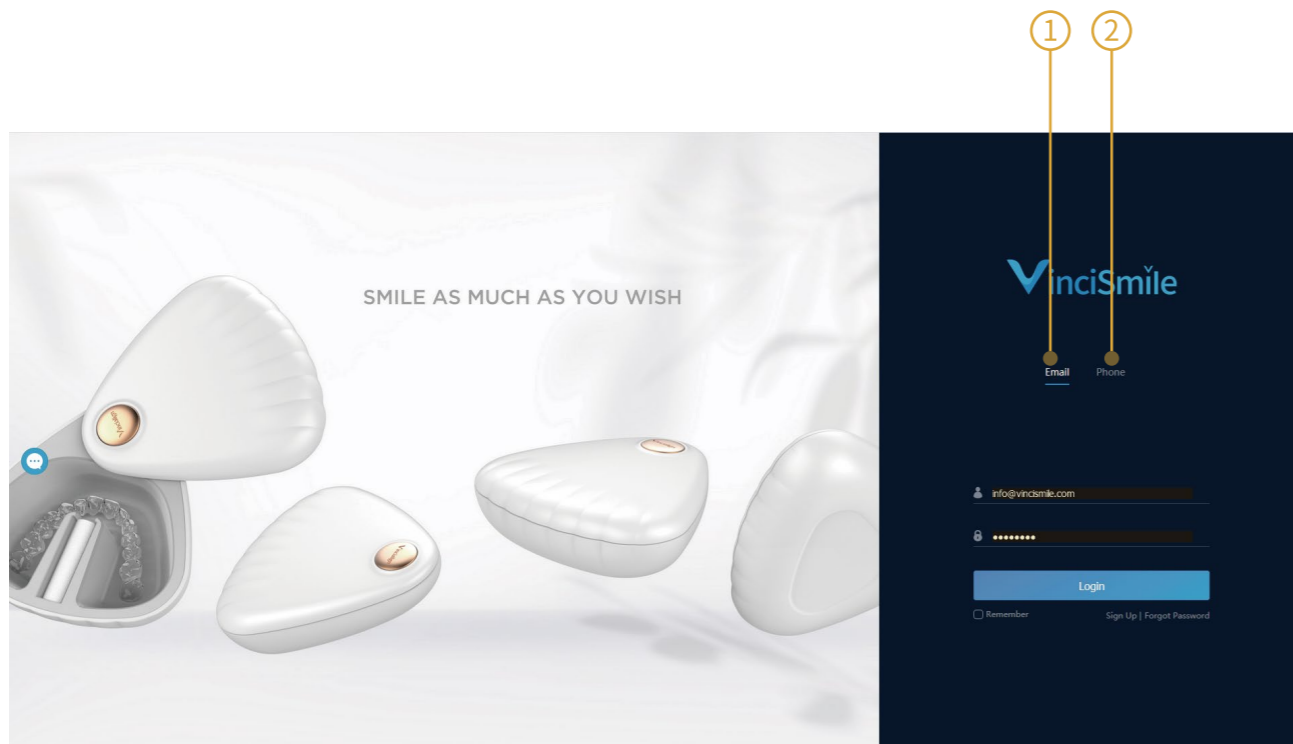 ① ②
SMILE AS MUCH AS YOU WISH
VinciSmile
Email Phone
info@vincismile.com
••••••••
Login
Remember Sign Up | Forgot Password